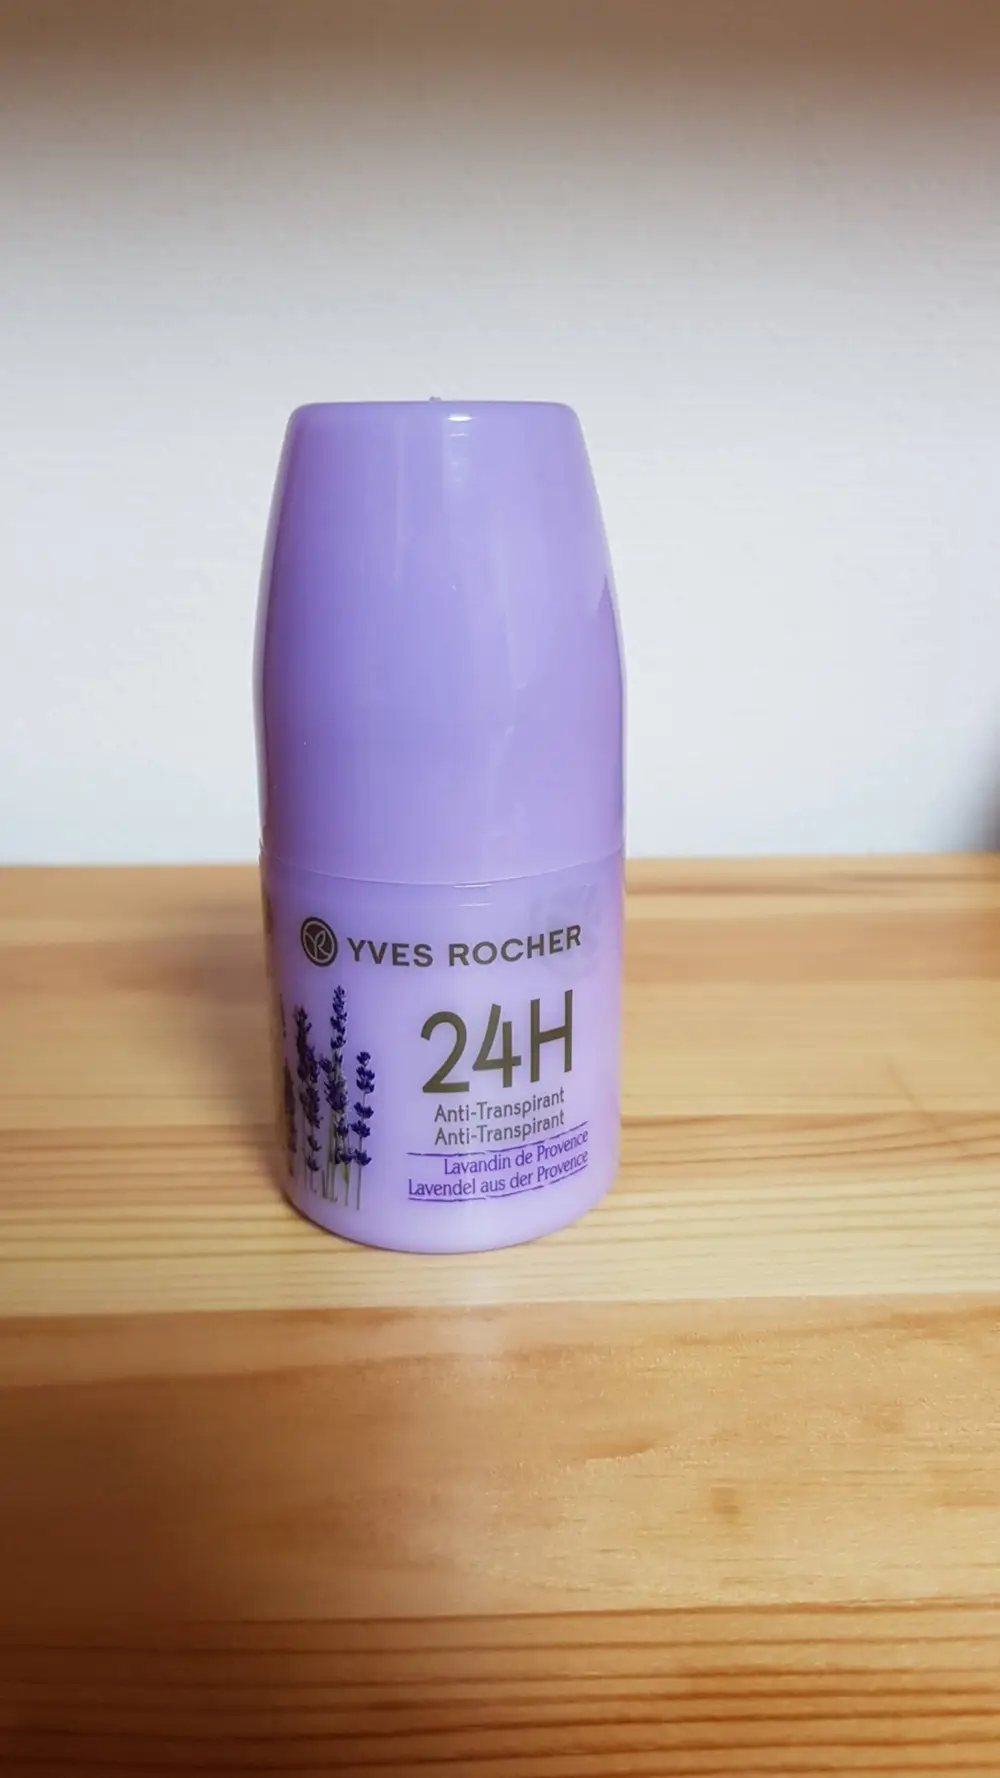 YVES ROCHER
24H
Anti-Transpirant
Anti-Transpirant
Lavandin de Provence
Lavendel aus der Provence